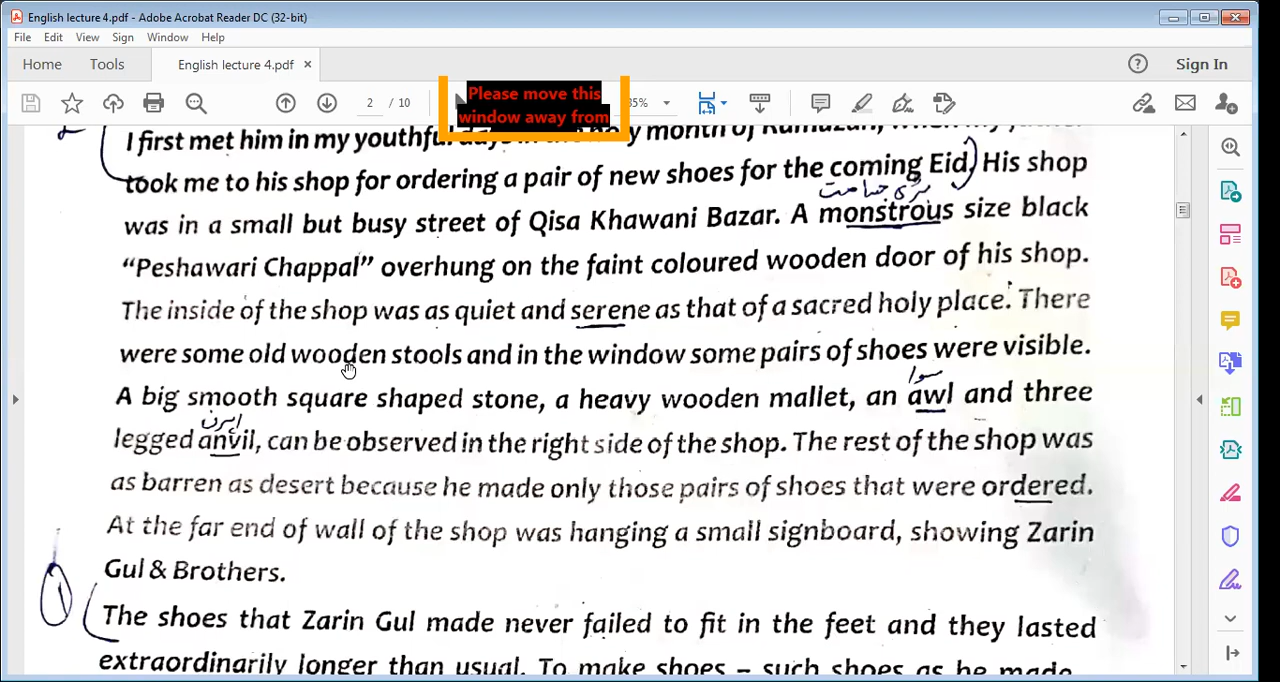 English lecture 4.pdf - Adobe Acrobat Reader DC (32-bit)
File Edit View Sign Window Help
Home Tools English lecture 4.pdf × Sign In
2 / 10 35%
Please move this
window away from
I first met him in my youthful days in the holy month of Ramazan, when my
took me to his shop for ordering a pair of new shoes for the coming Eid. His shop
was in a small but busy street of Qisa Khawani Bazar. A monstrous size black
“Peshawari Chappal” overhung on the faint coloured wooden door of his shop.
The inside of the shop was as quiet and serene as that of a sacred holy place. There
were some old wooden stools and in the window some pairs of shoes were visible.
سوا
A big smooth square shaped stone, a heavy wooden mallet, an awl and three
legged anvil, can be observed in the right side of the shop. The rest of the shop was
as barren as desert because he made only those pairs of shoes that were ordered.
At the far end of wall of the shop was hanging a small signboard, showing Zarin
Gul & Brothers.
The shoes that Zarin Gul made never failed to fit in the feet and they lasted
extraordinarily longer than usual. To make shoes – such shoes as he made